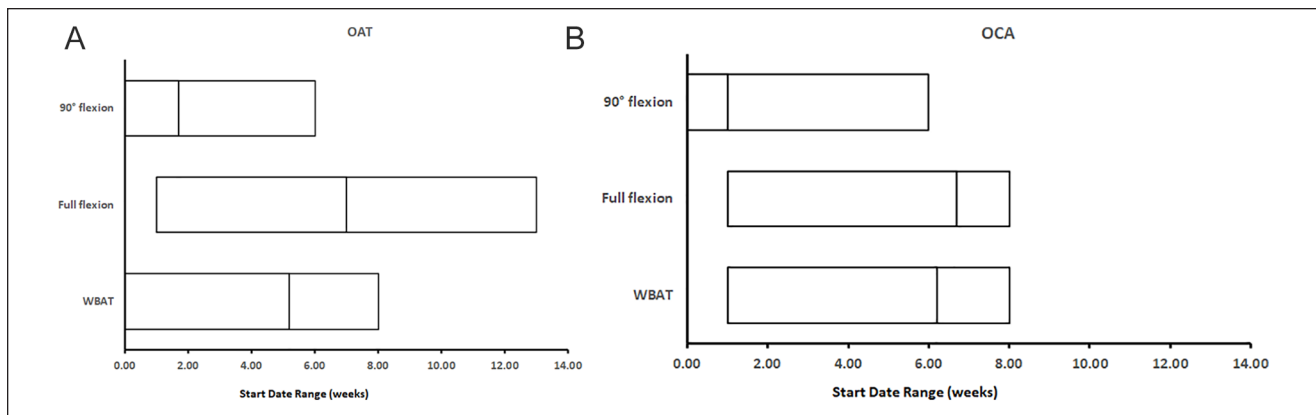 A
OAT
90° flexion
Full flexion
WBAT
0.00 2.00 4.00 6.00 8.00 10.00 12.00 14.00
Start Date Range (weeks)
B
OCA
90° flexion
Full flexion
WBAT
0.00 2.00 4.00 6.00 8.00 10.00 12.00 14.00
Start Date Range (weeks)